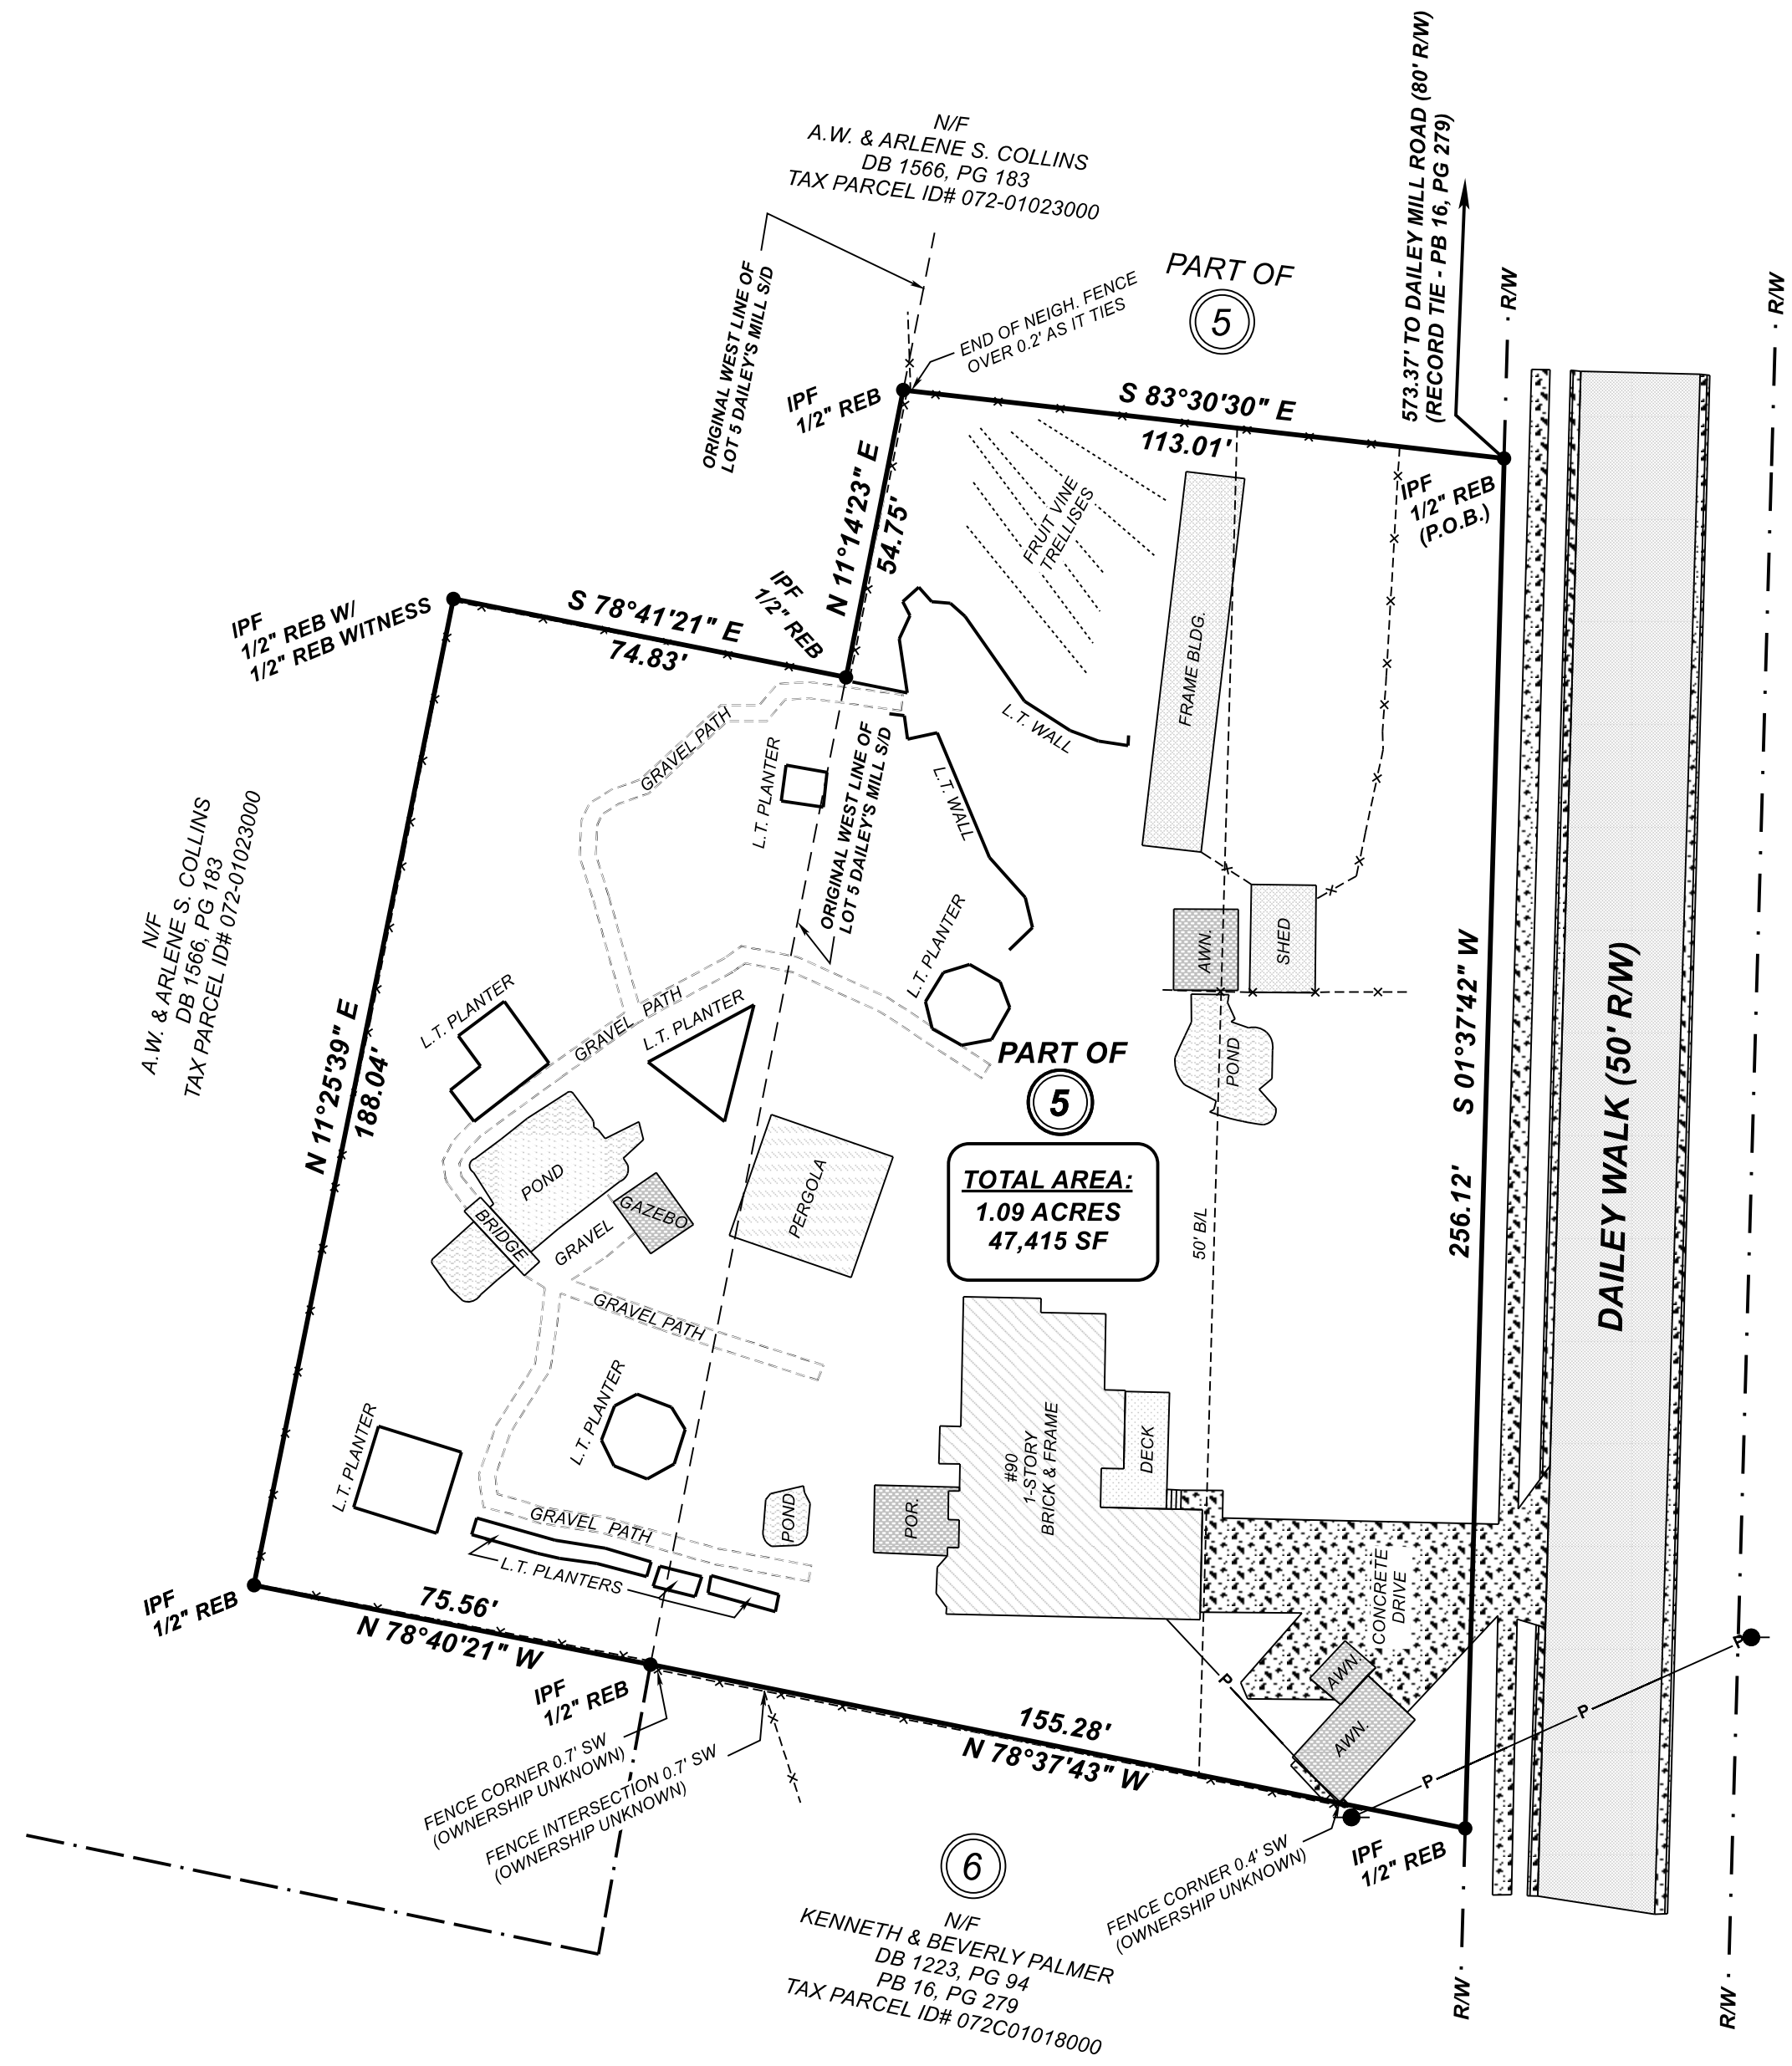 N/F
A.W. & ARLENE S. COLLINS
DB 1566, PG 183
TAX PARCEL ID# 072-01023000
573.37' TO DAILEY MILL ROAD (80' R/W)
(RECORD TIE - PB 16, PG 279)
R/W
R/W
PART OF
5
ORIGINAL WEST LINE OF
LOT 5 DAILEY'S MILL S/D
END OF NEIGH. FENCE
OVER 0.2' AS IT TIES
IPF
1/2" REB
S 83°30'30" E
113.01'
IPF
1/2" REB
(P.O.B.)
N 11°14'23" E
54.75'
FRUIT VINE
TRELLISES
FRAME BLDG.
IPF
1/2" REB W/
1/2" REB WITNESS
S 78°41'21" E
74.83'
IPF
1/2" REB
GRAVEL PATH
L.T. PLANTER
ORIGINAL WEST LINE OF
LOT 5 DAILEY'S MILL S/D
L.T. WALL
L.T. WALL
N/F
A.W. & ARLENE S. COLLINS
DB 1566, PG 183
TAX PARCEL ID# 072-01023000
N 11°25'39" E
188.04'
L.T. PLANTER
GRAVEL PATH
L.T. PLANTER
L.T. PLANTER
AWN.
SHED
POND
S 01°37'42" W
256.12'
DAILEY WALK (50' R/W)
PART OF
5
TOTAL AREA:
1.09 ACRES
47,415 SF
50' B/L
POND
BRIDGE
GRAVEL
GAZEBO
PERGOLA
GRAVEL PATH
L.T. PLANTER
L.T. PLANTER
GRAVEL PATH
L.T. PLANTERS
POND
POR.
#90
1-STORY
BRICK & FRAME
DECK
CONCRETE
DRIVE
AWN.
AWN.
P
P
P
P
IPF
1/2" REB
75.56'
N 78°40'21" W
IPF
1/2" REB
155.28'
N 78°37'43" W
FENCE CORNER 0.7' SW
(OWNERSHIP UNKNOWN)
FENCE INTERSECTION 0.7' SW
(OWNERSHIP UNKNOWN)
FENCE CORNER 0.4' SW
(OWNERSHIP UNKNOWN)
IPF
1/2" REB
6
N/F
KENNETH & BEVERLY PALMER
DB 1223, PG 94
PB 16, PG 279
TAX PARCEL ID# 072C01018000
R/W
R/W